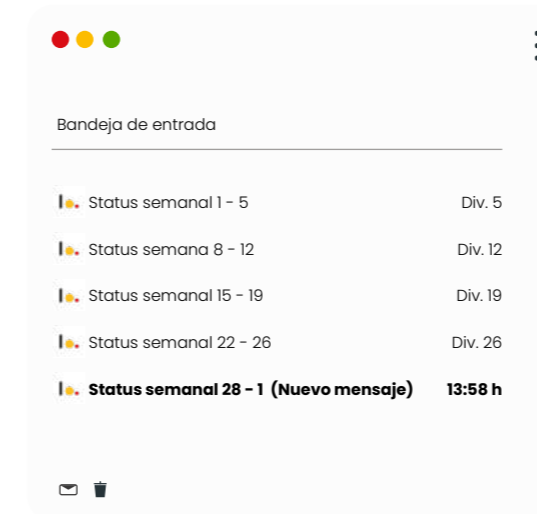 Bandeja de entrada
Status semanal 1 - 5 Div. 5
Status semana 8 - 12 Div. 12
Status semanal 15 - 19 Div. 19
Status semanal 22 - 26 Div. 26
Status semanal 28 - 1 (Nuevo mensaje) 13:58 h